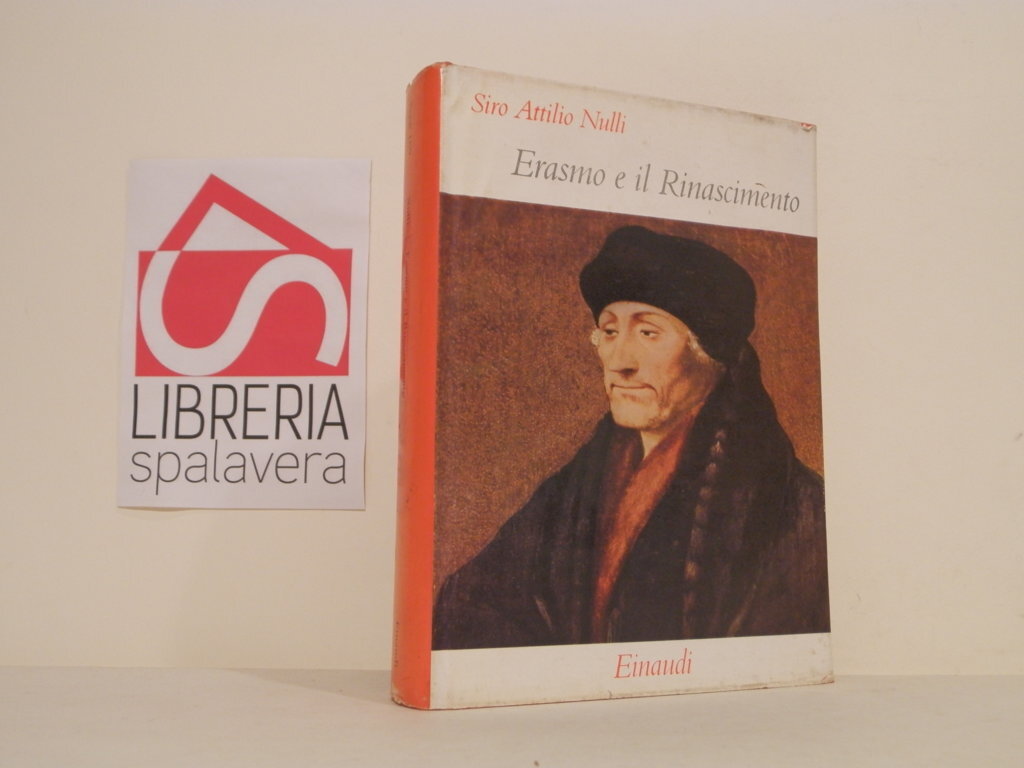 LIBRERIA
spalavera
Siro Attilio Nulli
Erasmo e il Rinascimento
Einaudi